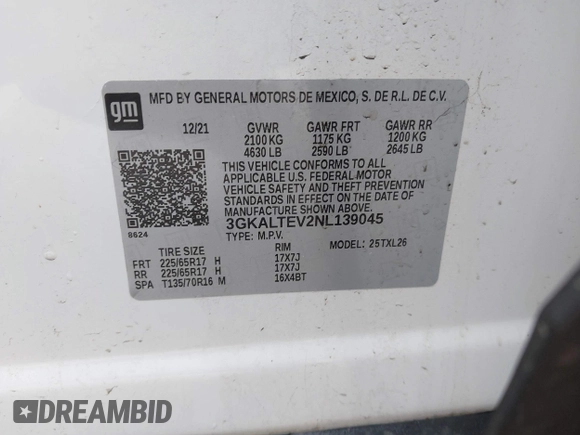 gm MFD BY GENERAL MOTORS DE MEXICO, S. DE R.L. DE C.V.
12/21 GVWR GAWR FRT GAWR RR
2100 KG 1175 KG 1200 KG
4630 LB 2590 LB 2645 LB
THIS VEHICLE CONFORMS TO ALL
APPLICABLE U.S. FEDERAL MOTOR
VEHICLE SAFETY AND THEFT PREVENTION
STANDARDS IN EFFECT ON THE DATE OF
MANUFACTURE SHOWN ABOVE.
3GKALTEV2NL139045
8624 TYPE: M.P.V. MODEL: 25TXL26
TIRE SIZE RIM
FRT 225/65R17 H 17X7J
RR 225/65R17 H 17X7J
SPA T135/70R16 M 16X4BT
DREAMBID